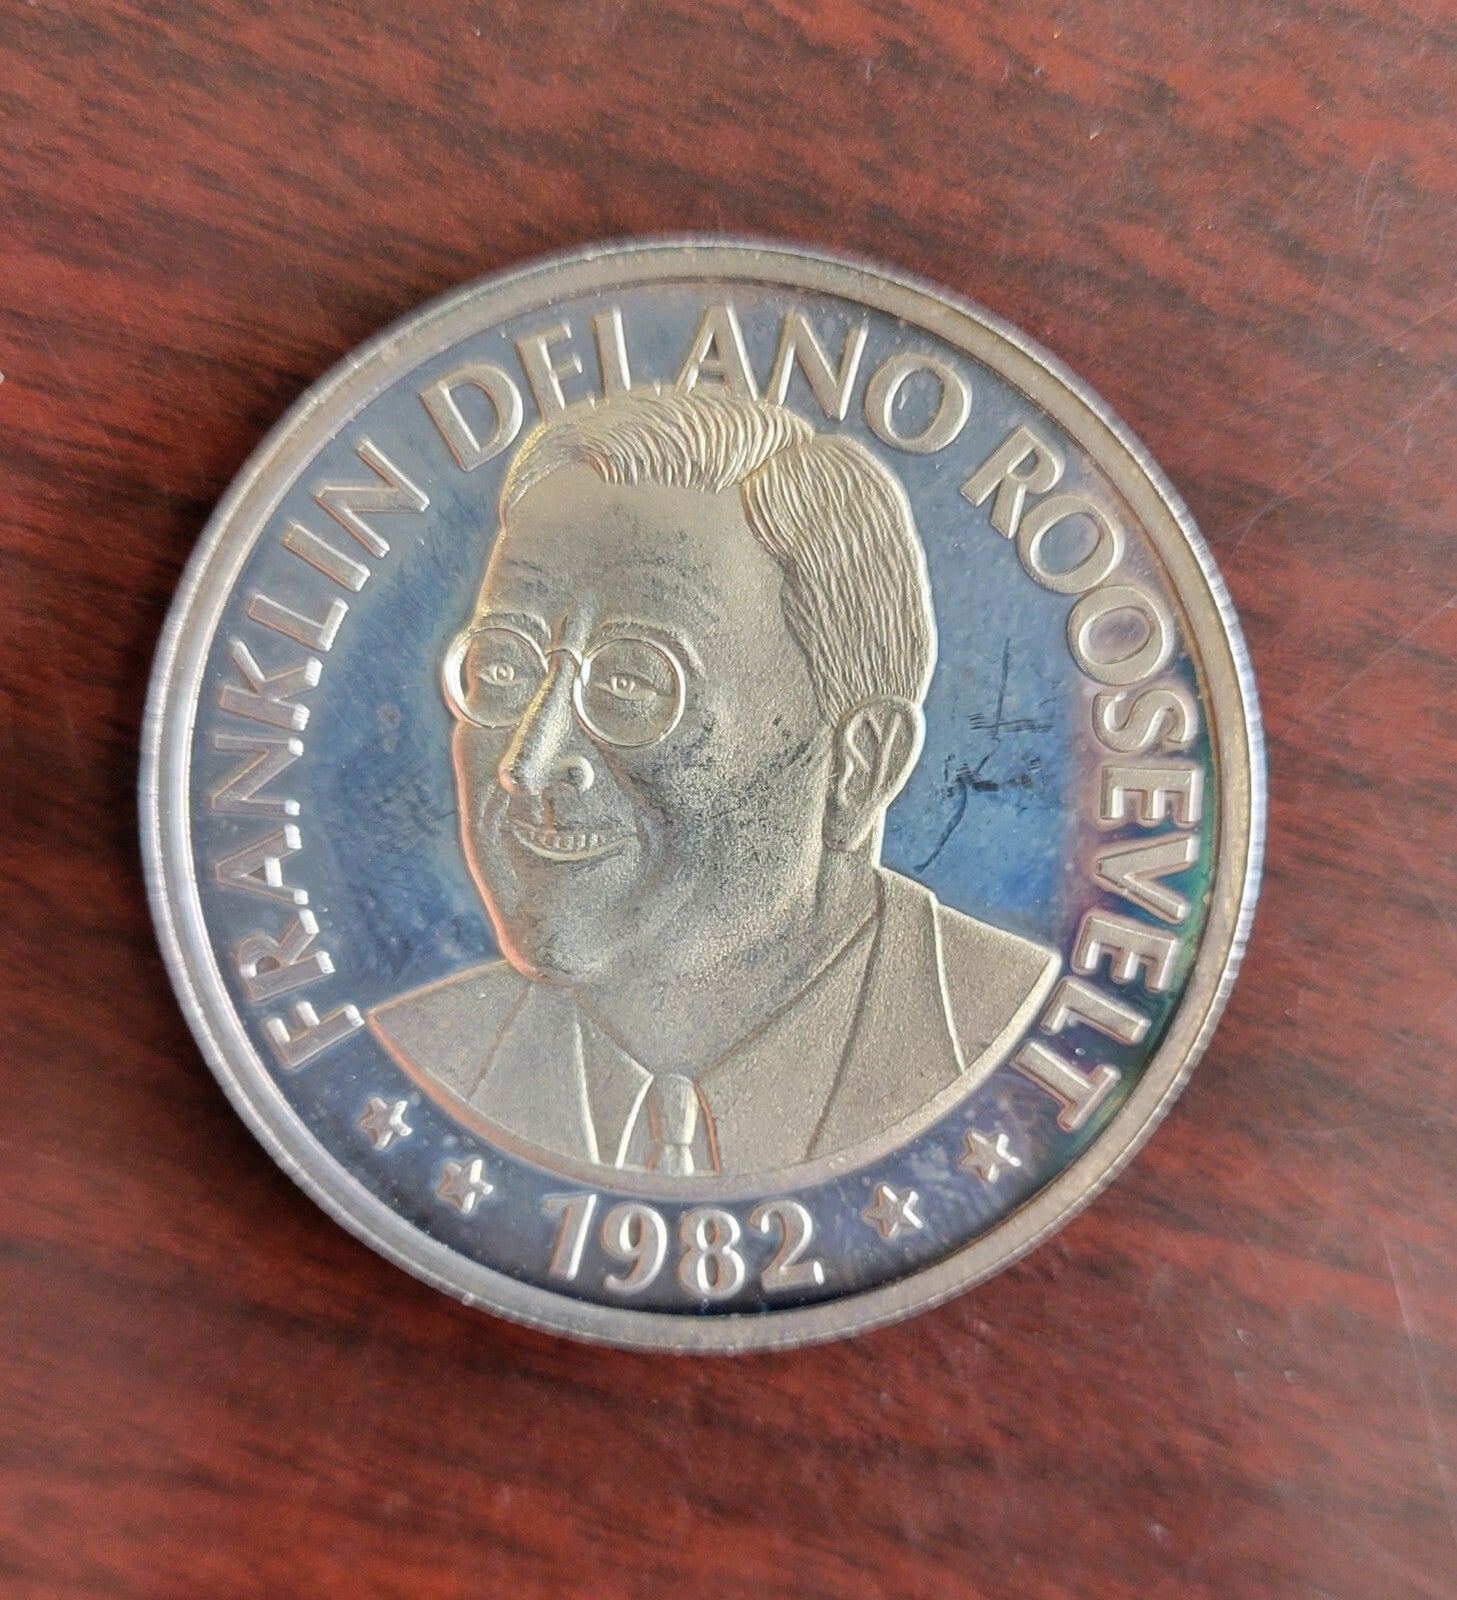 FRANKLIN DELANO ROOSEVELT
1982